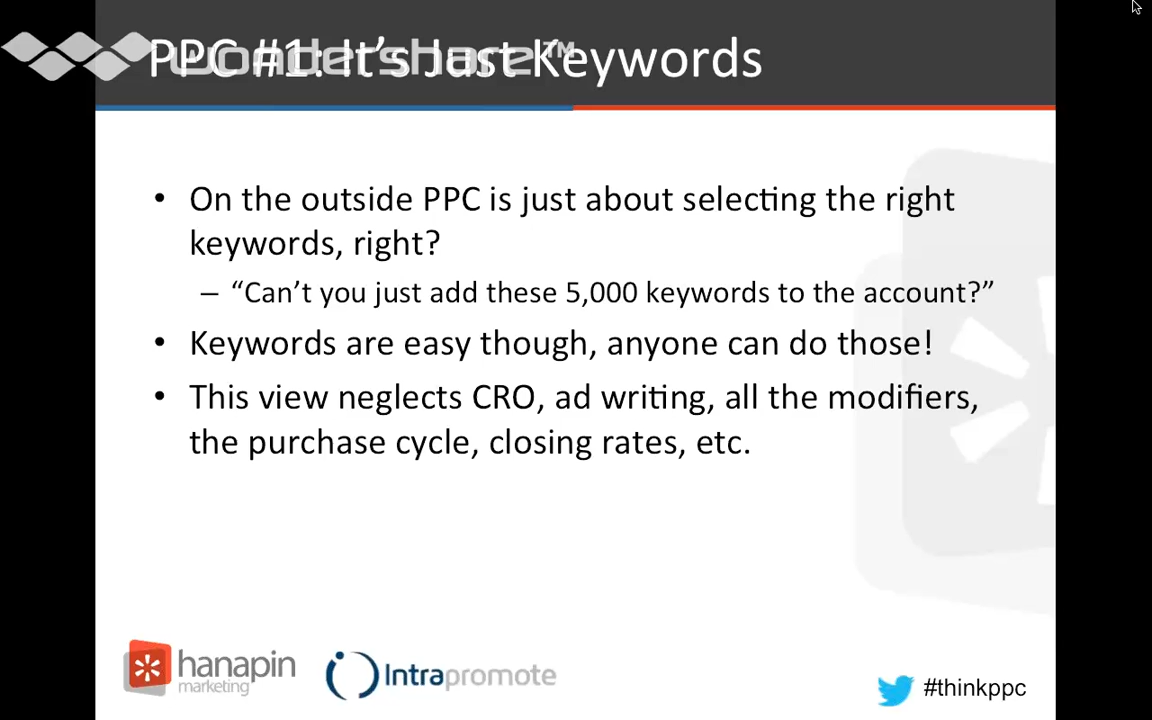 PPC #1: It's Just Keywords
wondershare™
• On the outside PPC is just about selecting the right
keywords, right?
– “Can’t you just add these 5,000 keywords to the account?”
• Keywords are easy though, anyone can do those!
• This view neglects CRO, ad writing, all the modifiers,
the purchase cycle, closing rates, etc.
hanapin
marketing
Intrapromote
#thinkppc